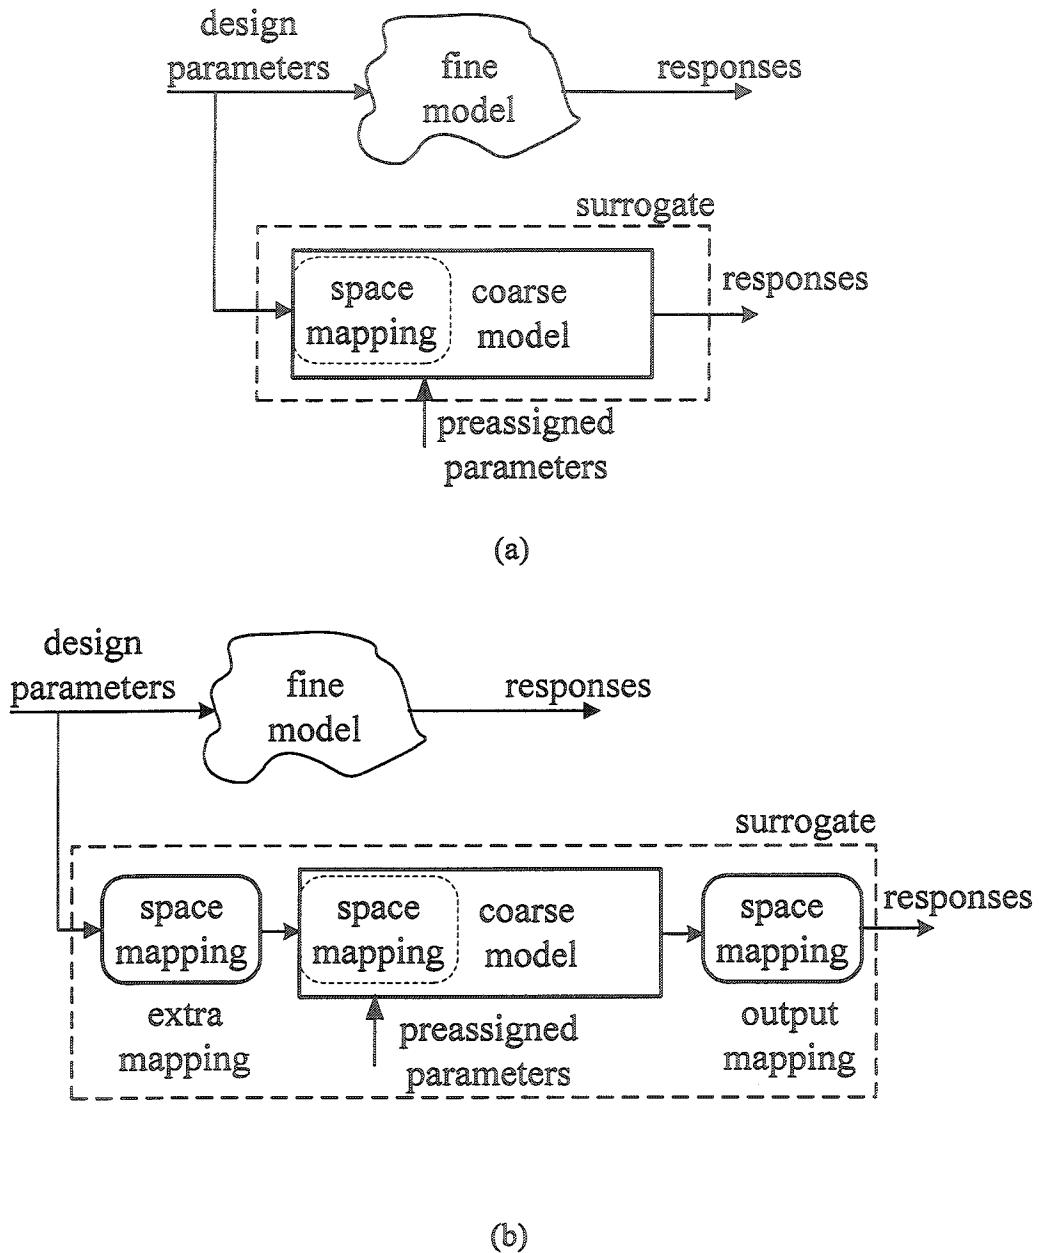 design
parameters
fine
model
responses
surrogate
space
mapping
coarse
model
responses
preassigned
parameters
(a)
design
parameters
fine
model
responses
surrogate
space
mapping
extra
mapping
space
mapping
coarse
model
preassigned
parameters
space
mapping
output
mapping
responses
(b)